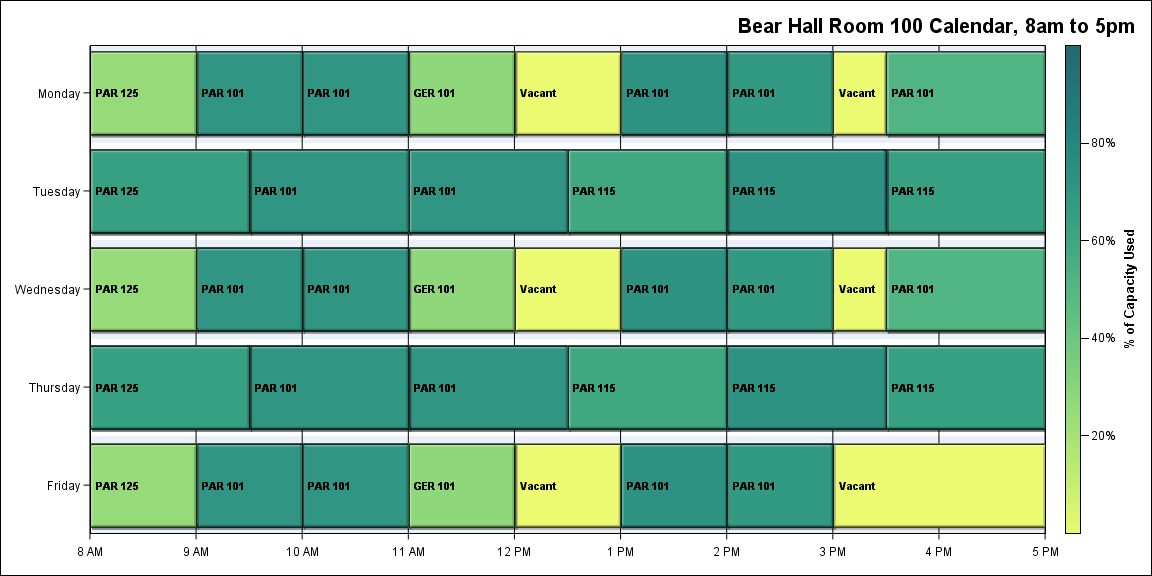 Bear Hall Room 100 Calendar, 8am to 5pm
Monday PAR 125 PAR 101 PAR 101 GER 101 Vacant PAR 101 PAR 101 Vacant PAR 101
80%
Tuesday PAR 125 PAR 101 PAR 101 PAR 115 PAR 115 PAR 115
60%
% of Capacity Used
Wednesday PAR 125 PAR 101 PAR 101 GER 101 Vacant PAR 101 PAR 101 Vacant PAR 101
40%
Thursday PAR 125 PAR 101 PAR 101 PAR 115 PAR 115 PAR 115
20%
Friday PAR 125 PAR 101 PAR 101 GER 101 Vacant PAR 101 PAR 101 Vacant
8 AM 9 AM 10 AM 11 AM 12 PM 1 PM 2 PM 3 PM 4 PM 5 PM